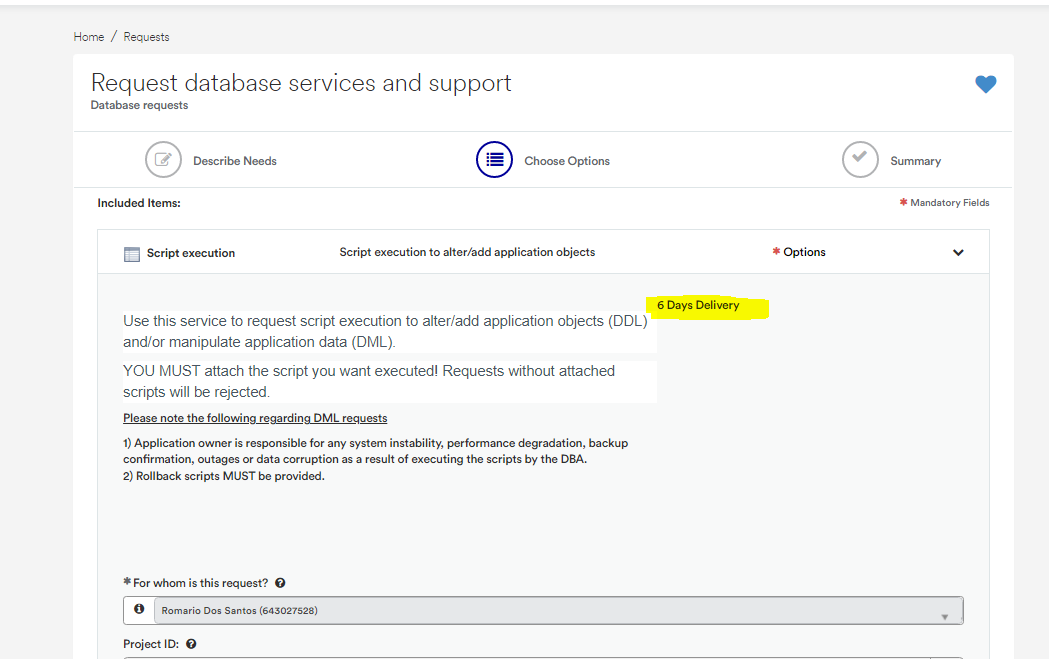 Home / Requests
Request database services and support
Database requests
Describe Needs
Choose Options
Summary
Included Items:
* Mandatory Fields
Script execution
Script execution to alter/add application objects
* Options
6 Days Delivery
Use this service to request script execution to alter/add application objects (DDL)
and/or manipulate application data (DML).
YOU MUST attach the script you want executed! Requests without attached
scripts will be rejected.
Please note the following regarding DML requests
1) Application owner is responsible for any system instability, performance degradation, backup
confirmation, outages or data corruption as a result of executing the scripts by the DBA.
2) Rollback scripts MUST be provided.
* For whom is this request?
Romario Dos Santos (643027528)
Project ID: